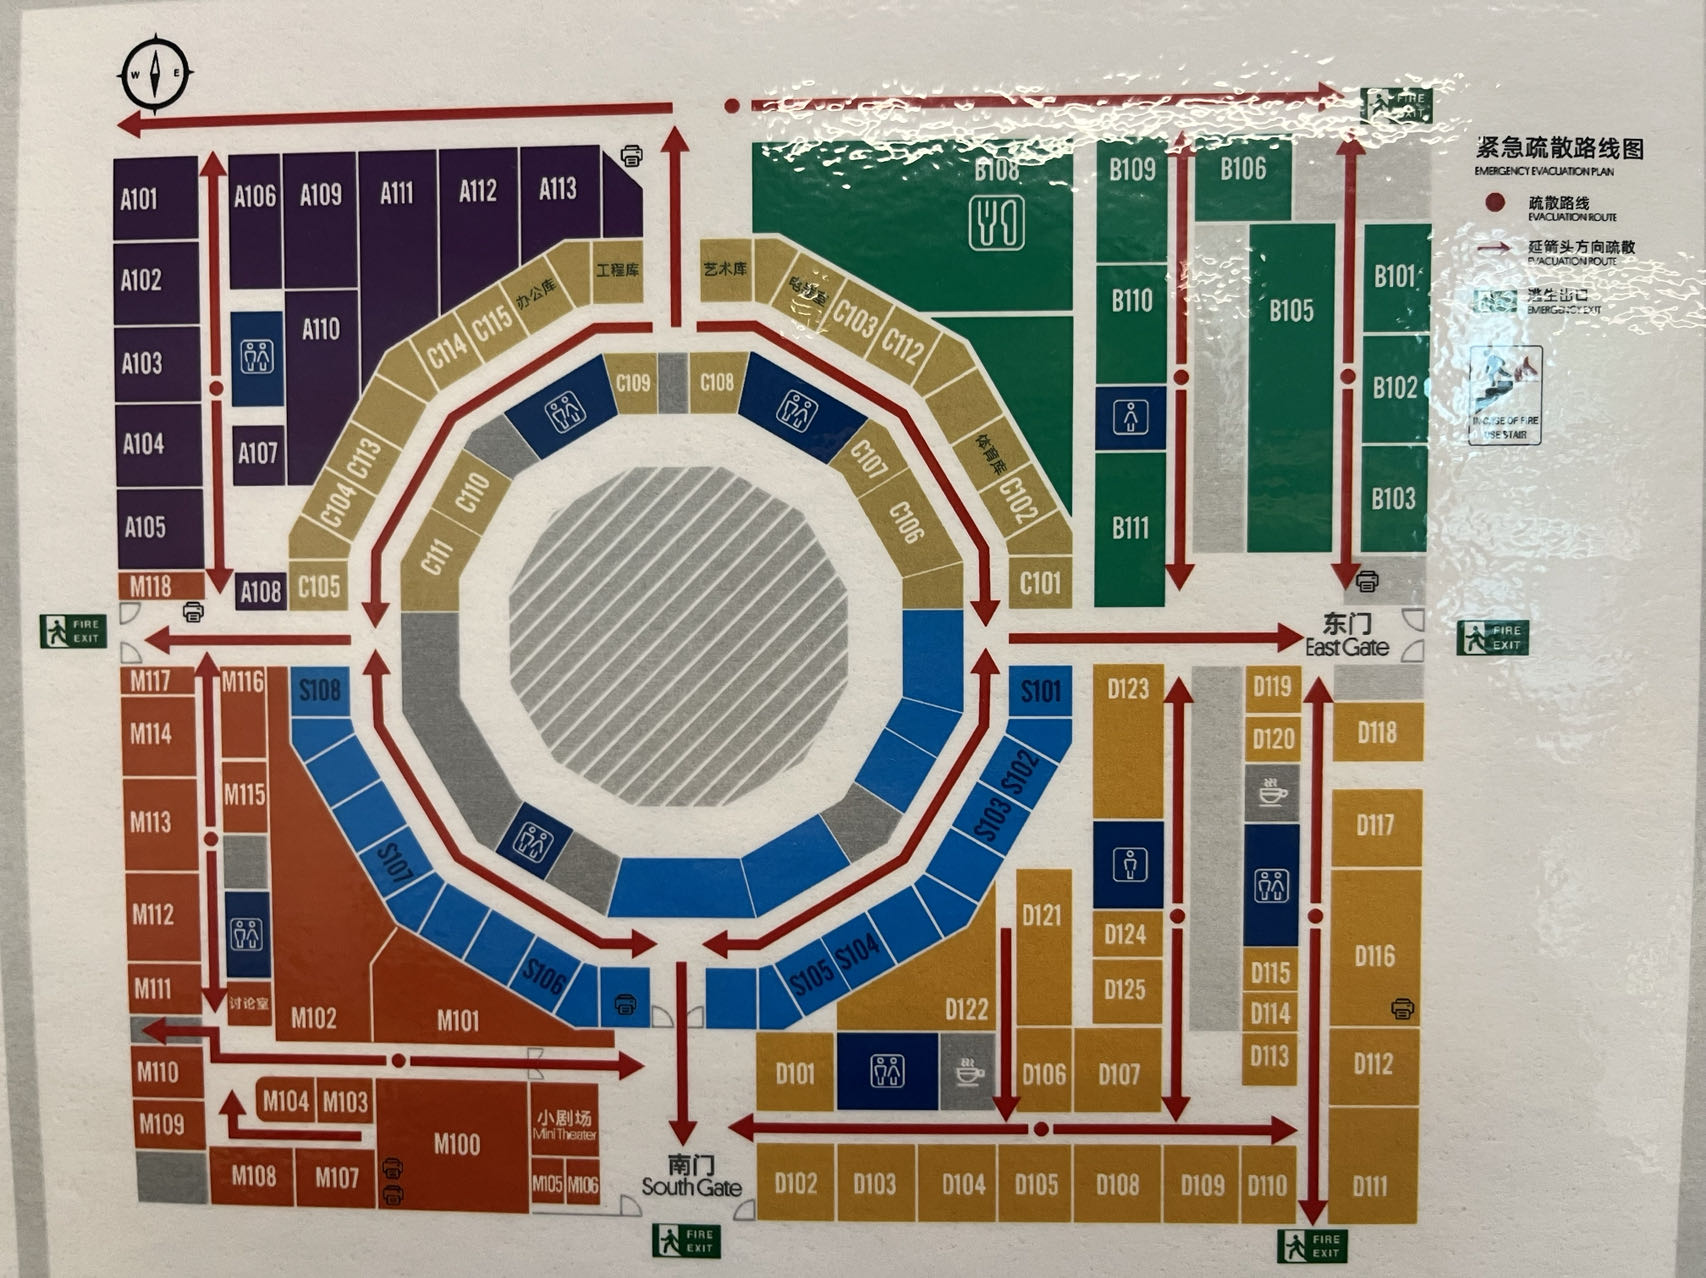 W E
FIRE
EXIT
紧急疏散路线图
EMERGENCY EVACUATION PLAN
疏散路线
EVACUATION ROUTE
延箭头方向疏散
EVACUATION ROUTE
逃生出口
EMERGENCY EXIT
IN CASE OF FIRE
USE STAIR
A101
A106
A109
A111
A112
A113
B108
B109
B106
A102
工程库
艺术库
B101
办公库
B110
B105
A110
C115
C103
A103
C114
C112
C109
C108
B102
A104
A107
C113
C107
体育库
C110
C104
C102
B103
A105
C106
B111
C111
M118
A108
C105
C101
FIRE
EXIT
东门
East Gate
FIRE
EXIT
M117
M116
S108
S101
D123
D119
M114
D120
D118
S102
M115
S103
M113
D117
S107
M112
D121
D124
S104
D116
M111
S106
S105
D125
D115
讨论室
M102
M101
D122
D114
M110
D101
D106
D107
D113
D112
M104
M103
M109
小剧场
Mini Theater
M100
南门
South Gate
M108
M107
M105
M106
D102
D103
D104
D105
D108
D109
D110
D111
FIRE
EXIT
FIRE
EXIT